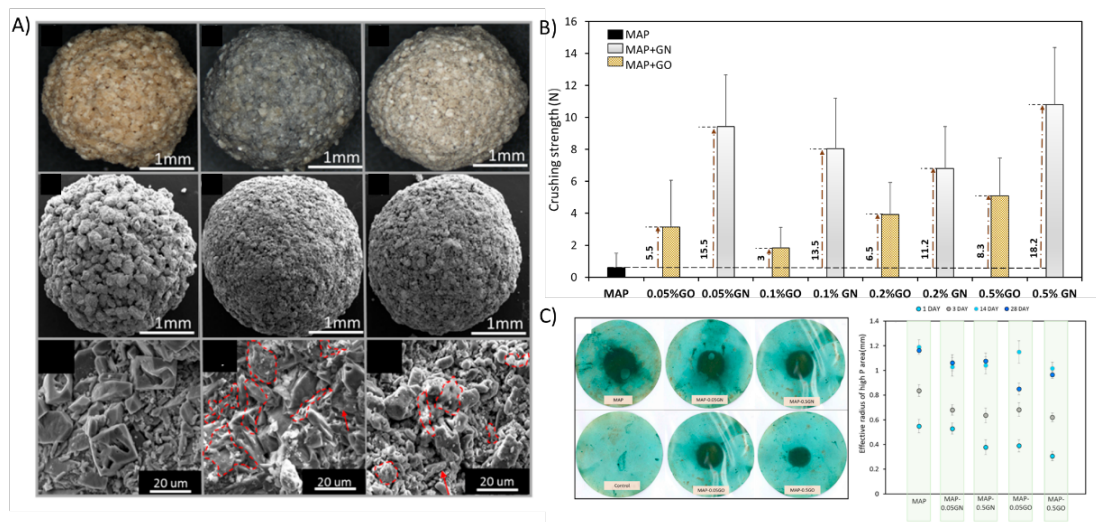 A)
1mm
1mm
1mm
1mm
1mm
1mm
20 um
20 um
20 um
B)
Crushing strength (N)
16
14
12
10
8
6
4
2
0
MAP
MAP+GN
MAP+GO
5.5
15.5
3
13.5
6.5
11.2
8.3
18.2
MAP 0.05%GO 0.05%GN 0.1%GO 0.1% GN 0.2%GO 0.2% GN 0.5%GO 0.5% GN
C)
MAP
MAP-0.05GN
MAP-0.5GN
Control
MAP-0.05GO
MAP-0.5GO
1 DAY 3 DAY 14 DAY 28 DAY
Effective radius of high P area(mm)
1.4
1.2
1
0.8
0.6
0.4
0.2
0
MAP
MAP-
0.05GN
MAP-
0.5GN
MAP-
0.05GO
MAP-
0.5GO